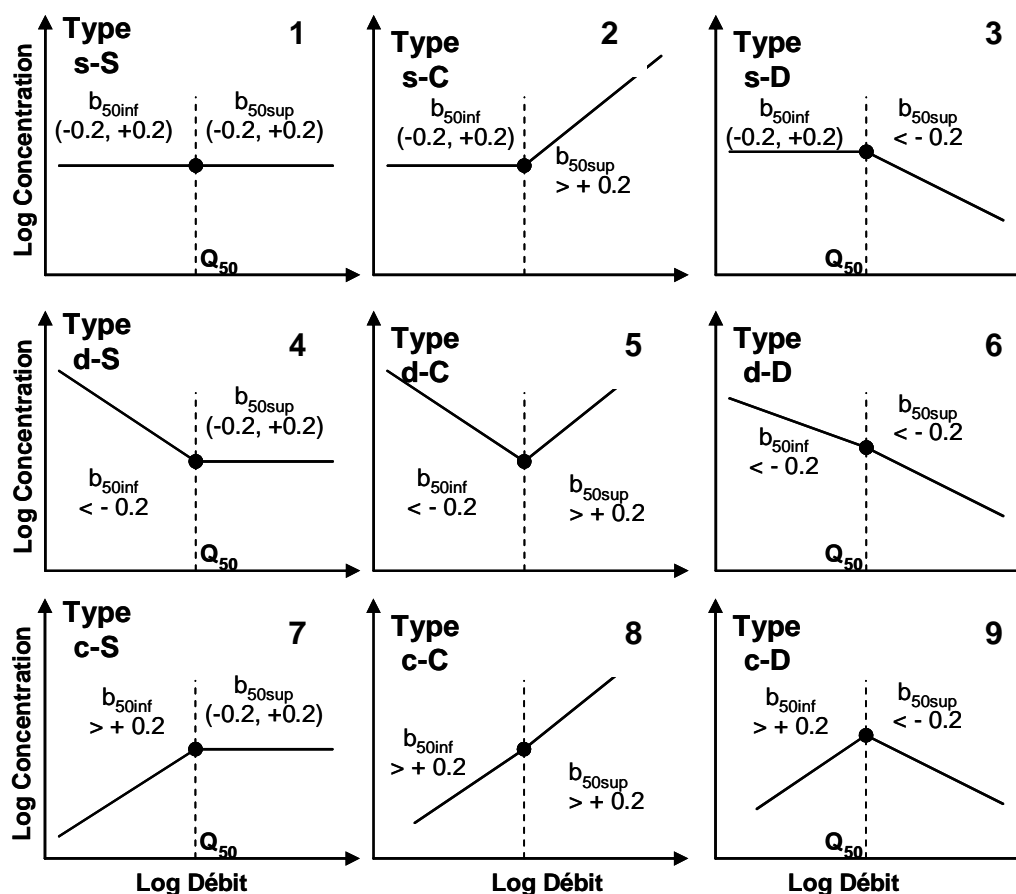 Type
s-S
1
b50inf
(-0.2, +0.2)
b50sup
(-0.2, +0.2)
Q50
Log Concentration
Type
s-C
2
b50inf
(-0.2, +0.2)
b50sup
> + 0.2
Type
s-D
3
b50inf
(-0.2, +0.2)
b50sup
< - 0.2
Q50
Type
d-S
4
b50sup
(-0.2, +0.2)
b50inf
< - 0.2
Q50
Log Concentration
Type
d-C
5
b50inf
< - 0.2
b50sup
> + 0.2
Type
d-D
6
b50sup
< - 0.2
b50inf
< - 0.2
Q50
Type
c-S
7
b50inf
> + 0.2
b50sup
(-0.2, +0.2)
Q50
Log Concentration
Log Débit
Type
c-C
8
b50inf
> + 0.2
b50sup
> + 0.2
Log Débit
Type
c-D
9
b50inf
> + 0.2
b50sup
< - 0.2
Q50
Log Débit